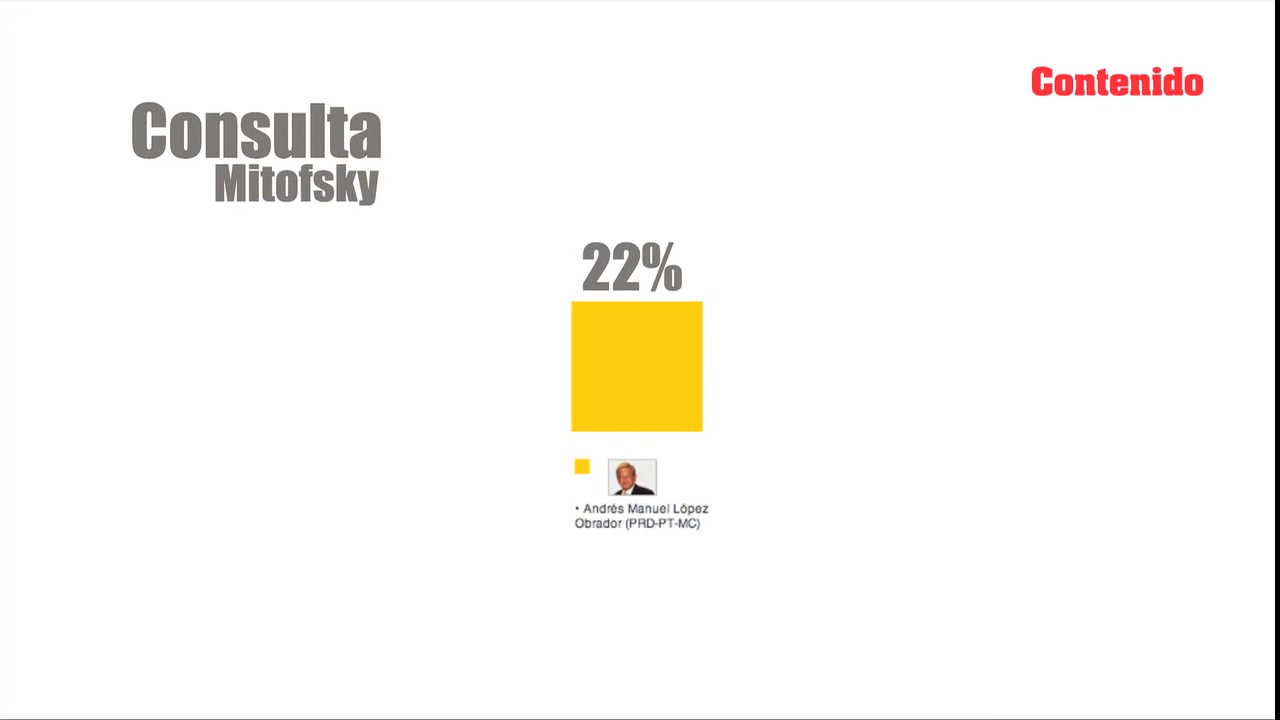 Contenido
Consulta
Mitofsky
22%
• Andrés Manuel López
Obrador (PRD-PT-MC)